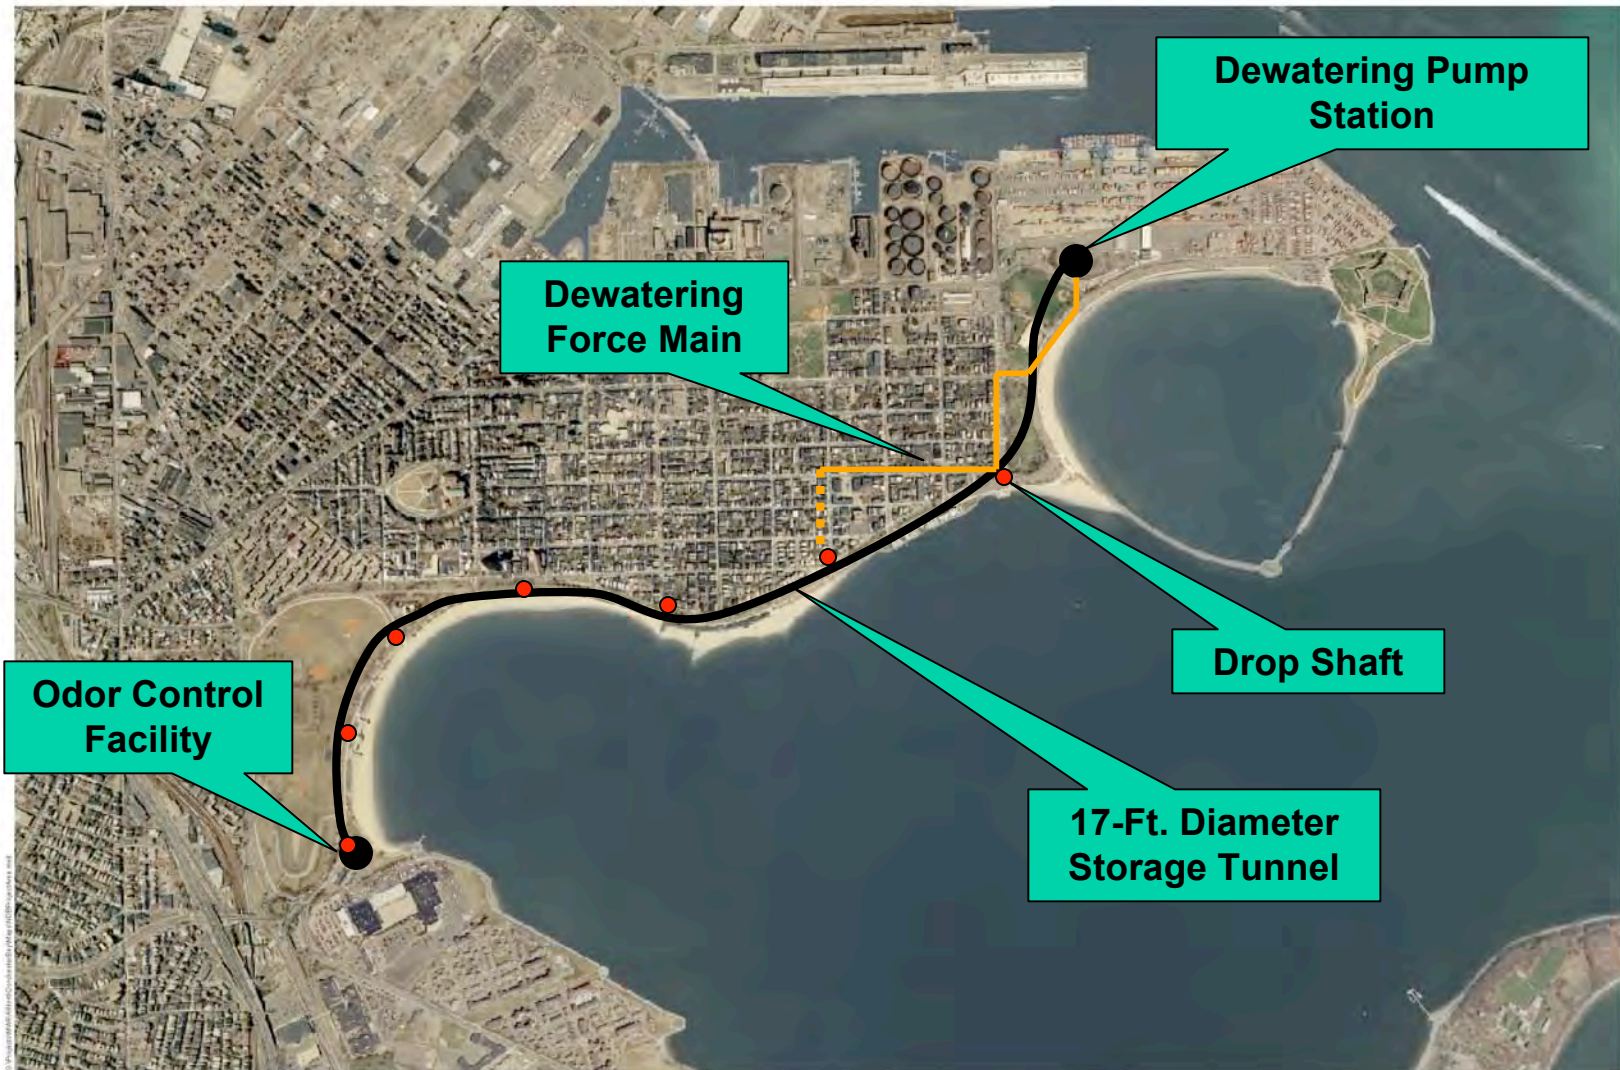 Dewatering Pump
Station
Dewatering
Force Main
Drop Shaft
Odor Control
Facility
17-Ft. Diameter
Storage Tunnel